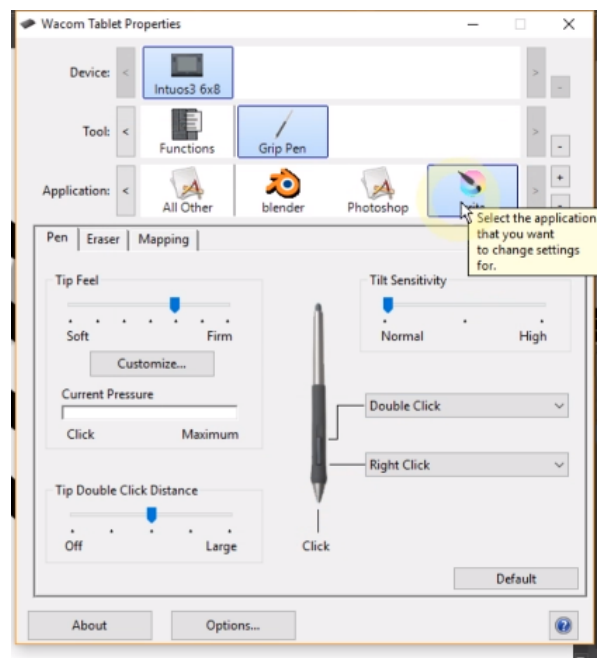 Wacom Tablet Properties
Device:
Intuos3 6x8
Tool:
Functions
Grip Pen
Application:
All Other
blender
Photoshop
Select the application
that you want
to change settings
for.
Pen Eraser Mapping
Tip Feel
Soft Firm
Customize...
Current Pressure
Click Maximum
Tip Double Click Distance
Off Large
Tilt Sensitivity
Normal High
Double Click
Right Click
Click
Default
About Options...